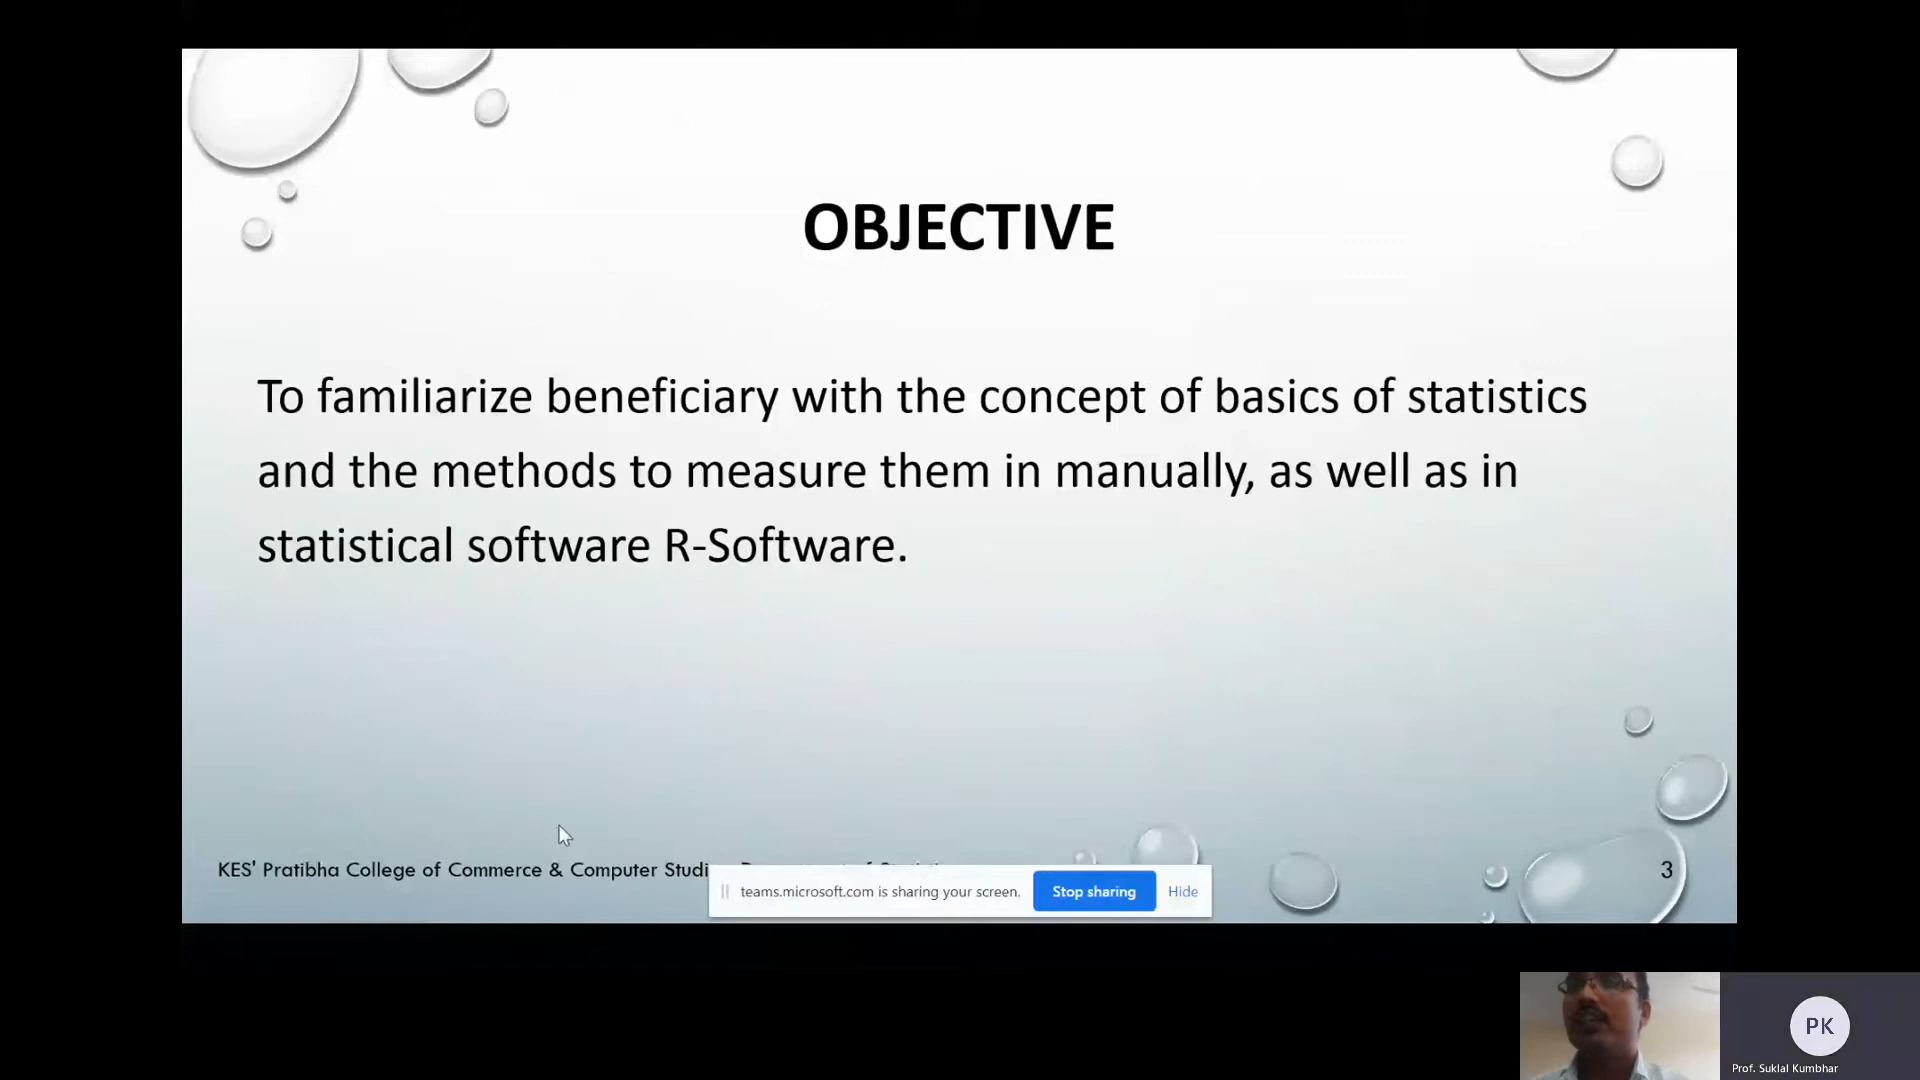 OBJECTIVE
To familiarize beneficiary with the concept of basics of statistics
and the methods to measure them in manually, as well as in
statistical software R-Software.
KES' Pratibha College of Commerce & Computer
3
teams.microsoft.com is sharing your screen.
Stop sharing
Hide
PK
Prof. Suklal Kumbhar